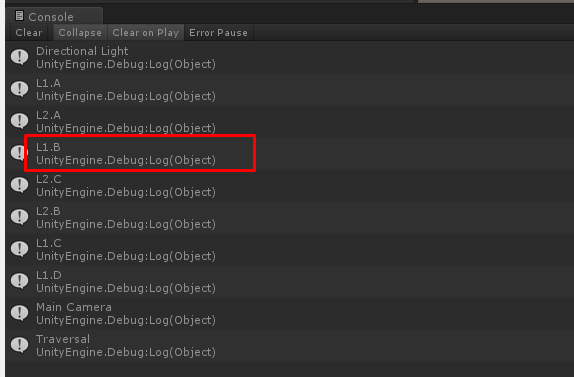 Console
Clear Collapse Clear on Play Error Pause
Directional Light
UnityEngine.Debug:Log(Object)
L1.A
UnityEngine.Debug:Log(Object)
L2.A
UnityEngine.Debug:Log(Object)
L1.B
UnityEngine.Debug:Log(Object)
L2.C
UnityEngine.Debug:Log(Object)
L2.B
UnityEngine.Debug:Log(Object)
L1.C
UnityEngine.Debug:Log(Object)
L1.D
UnityEngine.Debug:Log(Object)
Main Camera
UnityEngine.Debug:Log(Object)
Traversal
UnityEngine.Debug:Log(Object)